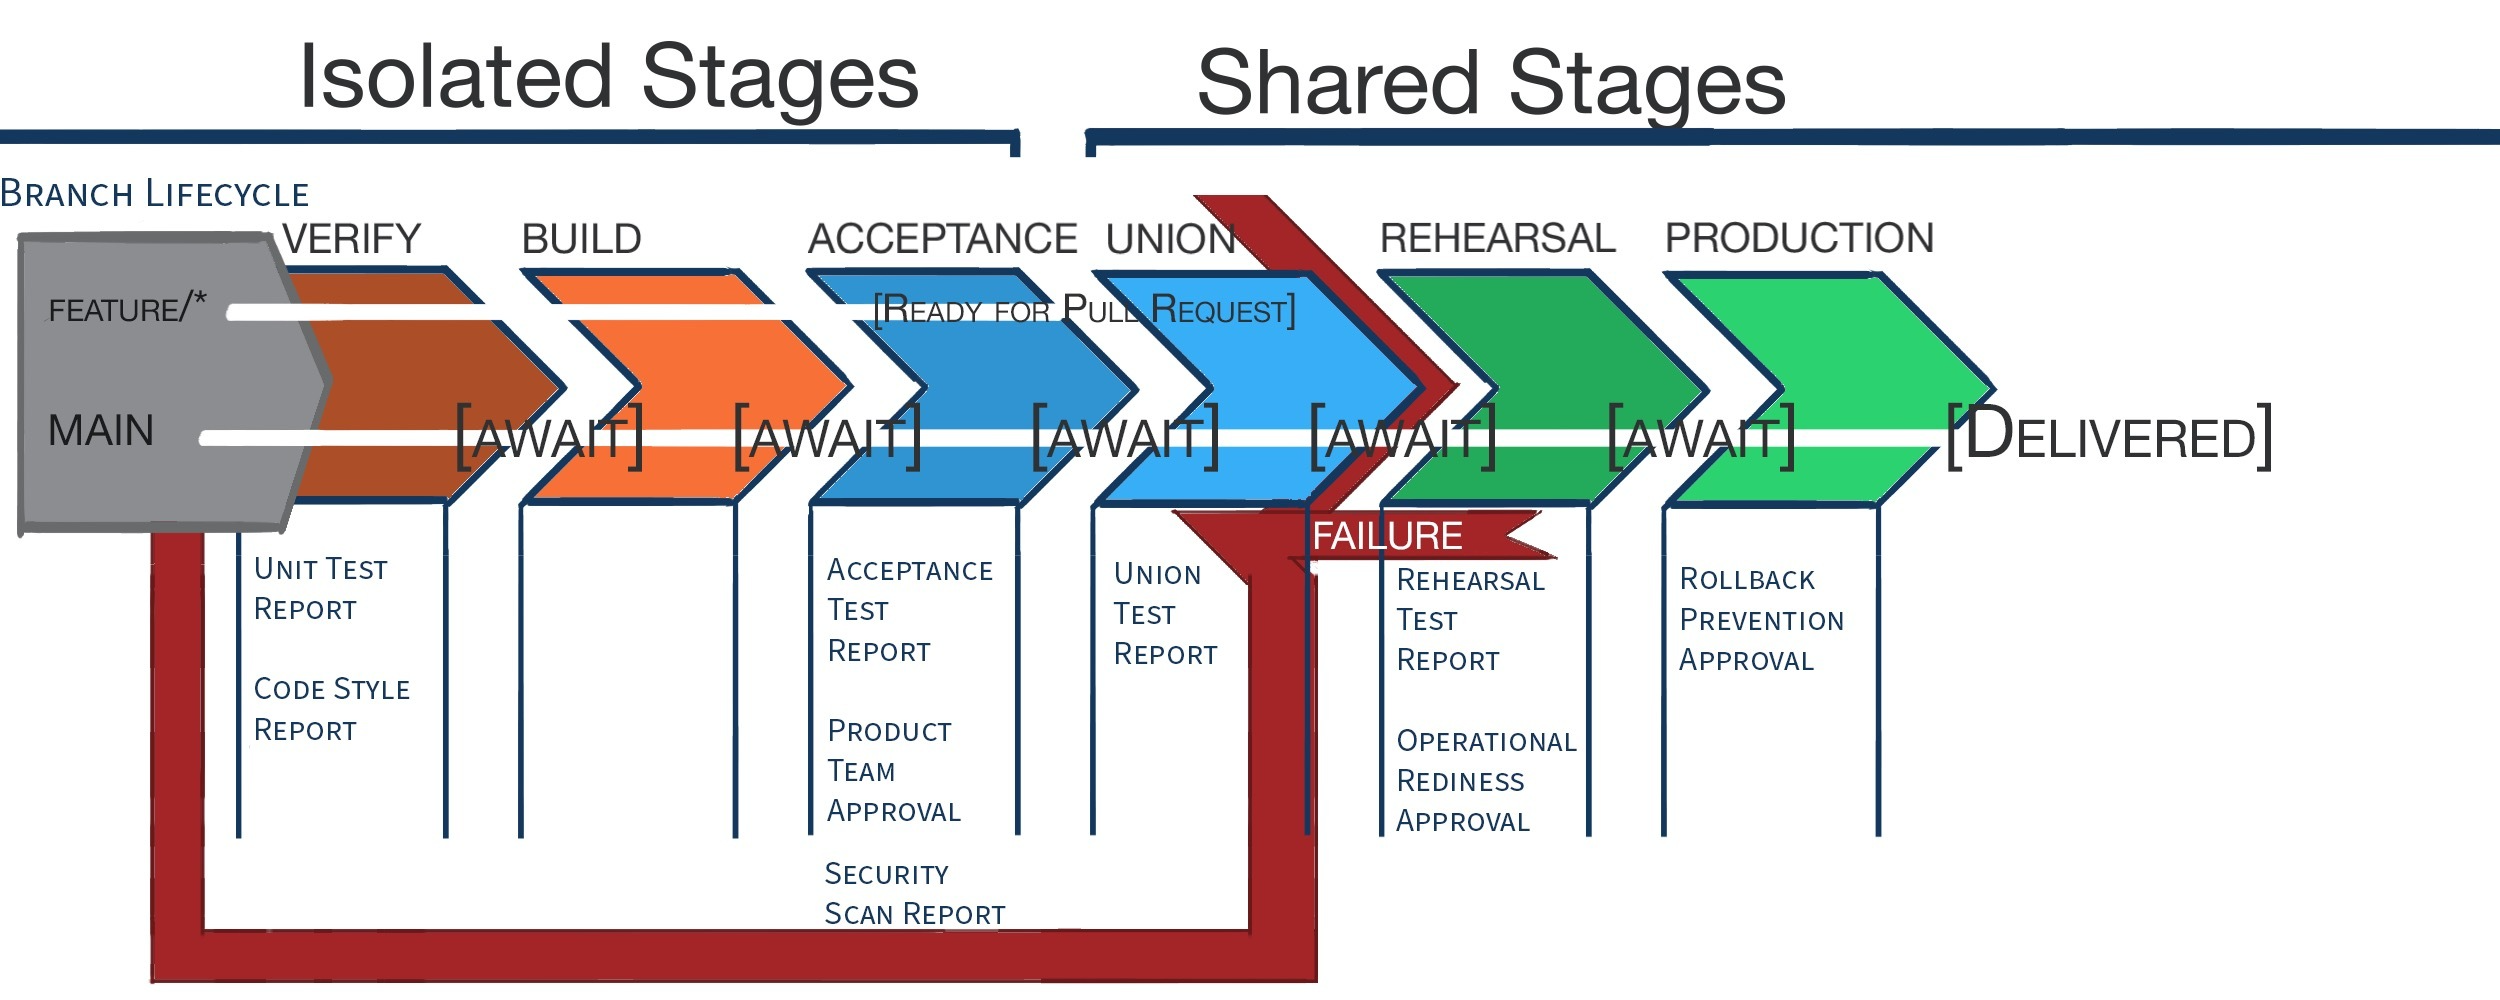 Isolated Stages
Shared Stages
Branch Lifecycle
VERIFY
BUILD
ACCEPTANCE
UNION
REHEARSAL
PRODUCTION
FEATURE/*
[Ready for Pull Request]
MAIN
[AWAIT]
[AWAIT]
[AWAIT]
[AWAIT]
[AWAIT]
[Delivered]
FAILURE
Unit Test
Report
Code Style
Report
Acceptance
Test
Report
Product
Team
Approval
Security
Scan Report
Union
Test
Report
Rehearsal
Test
Report
Operational
Rediness
Approval
Rollback
Prevention
Approval